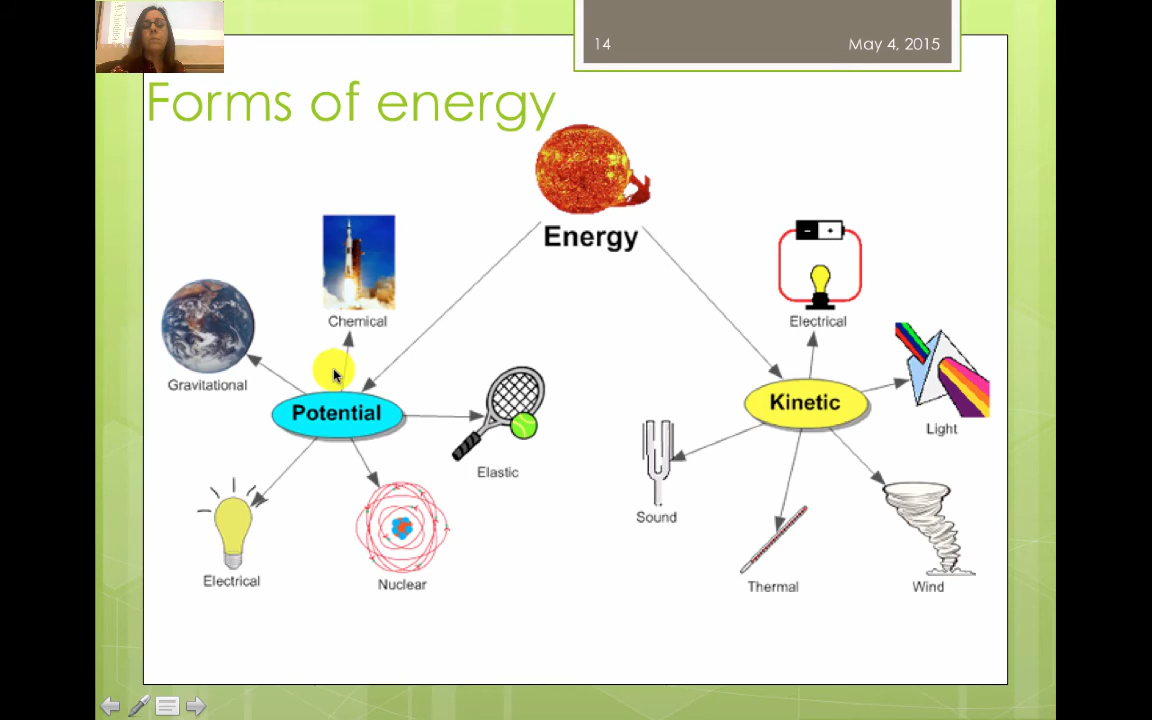 14
May 4, 2015
Forms of energy
Energy
Chemical
Gravitational
Potential
Elastic
Electrical
Nuclear
Electrical
Kinetic
Light
Sound
Thermal
Wind